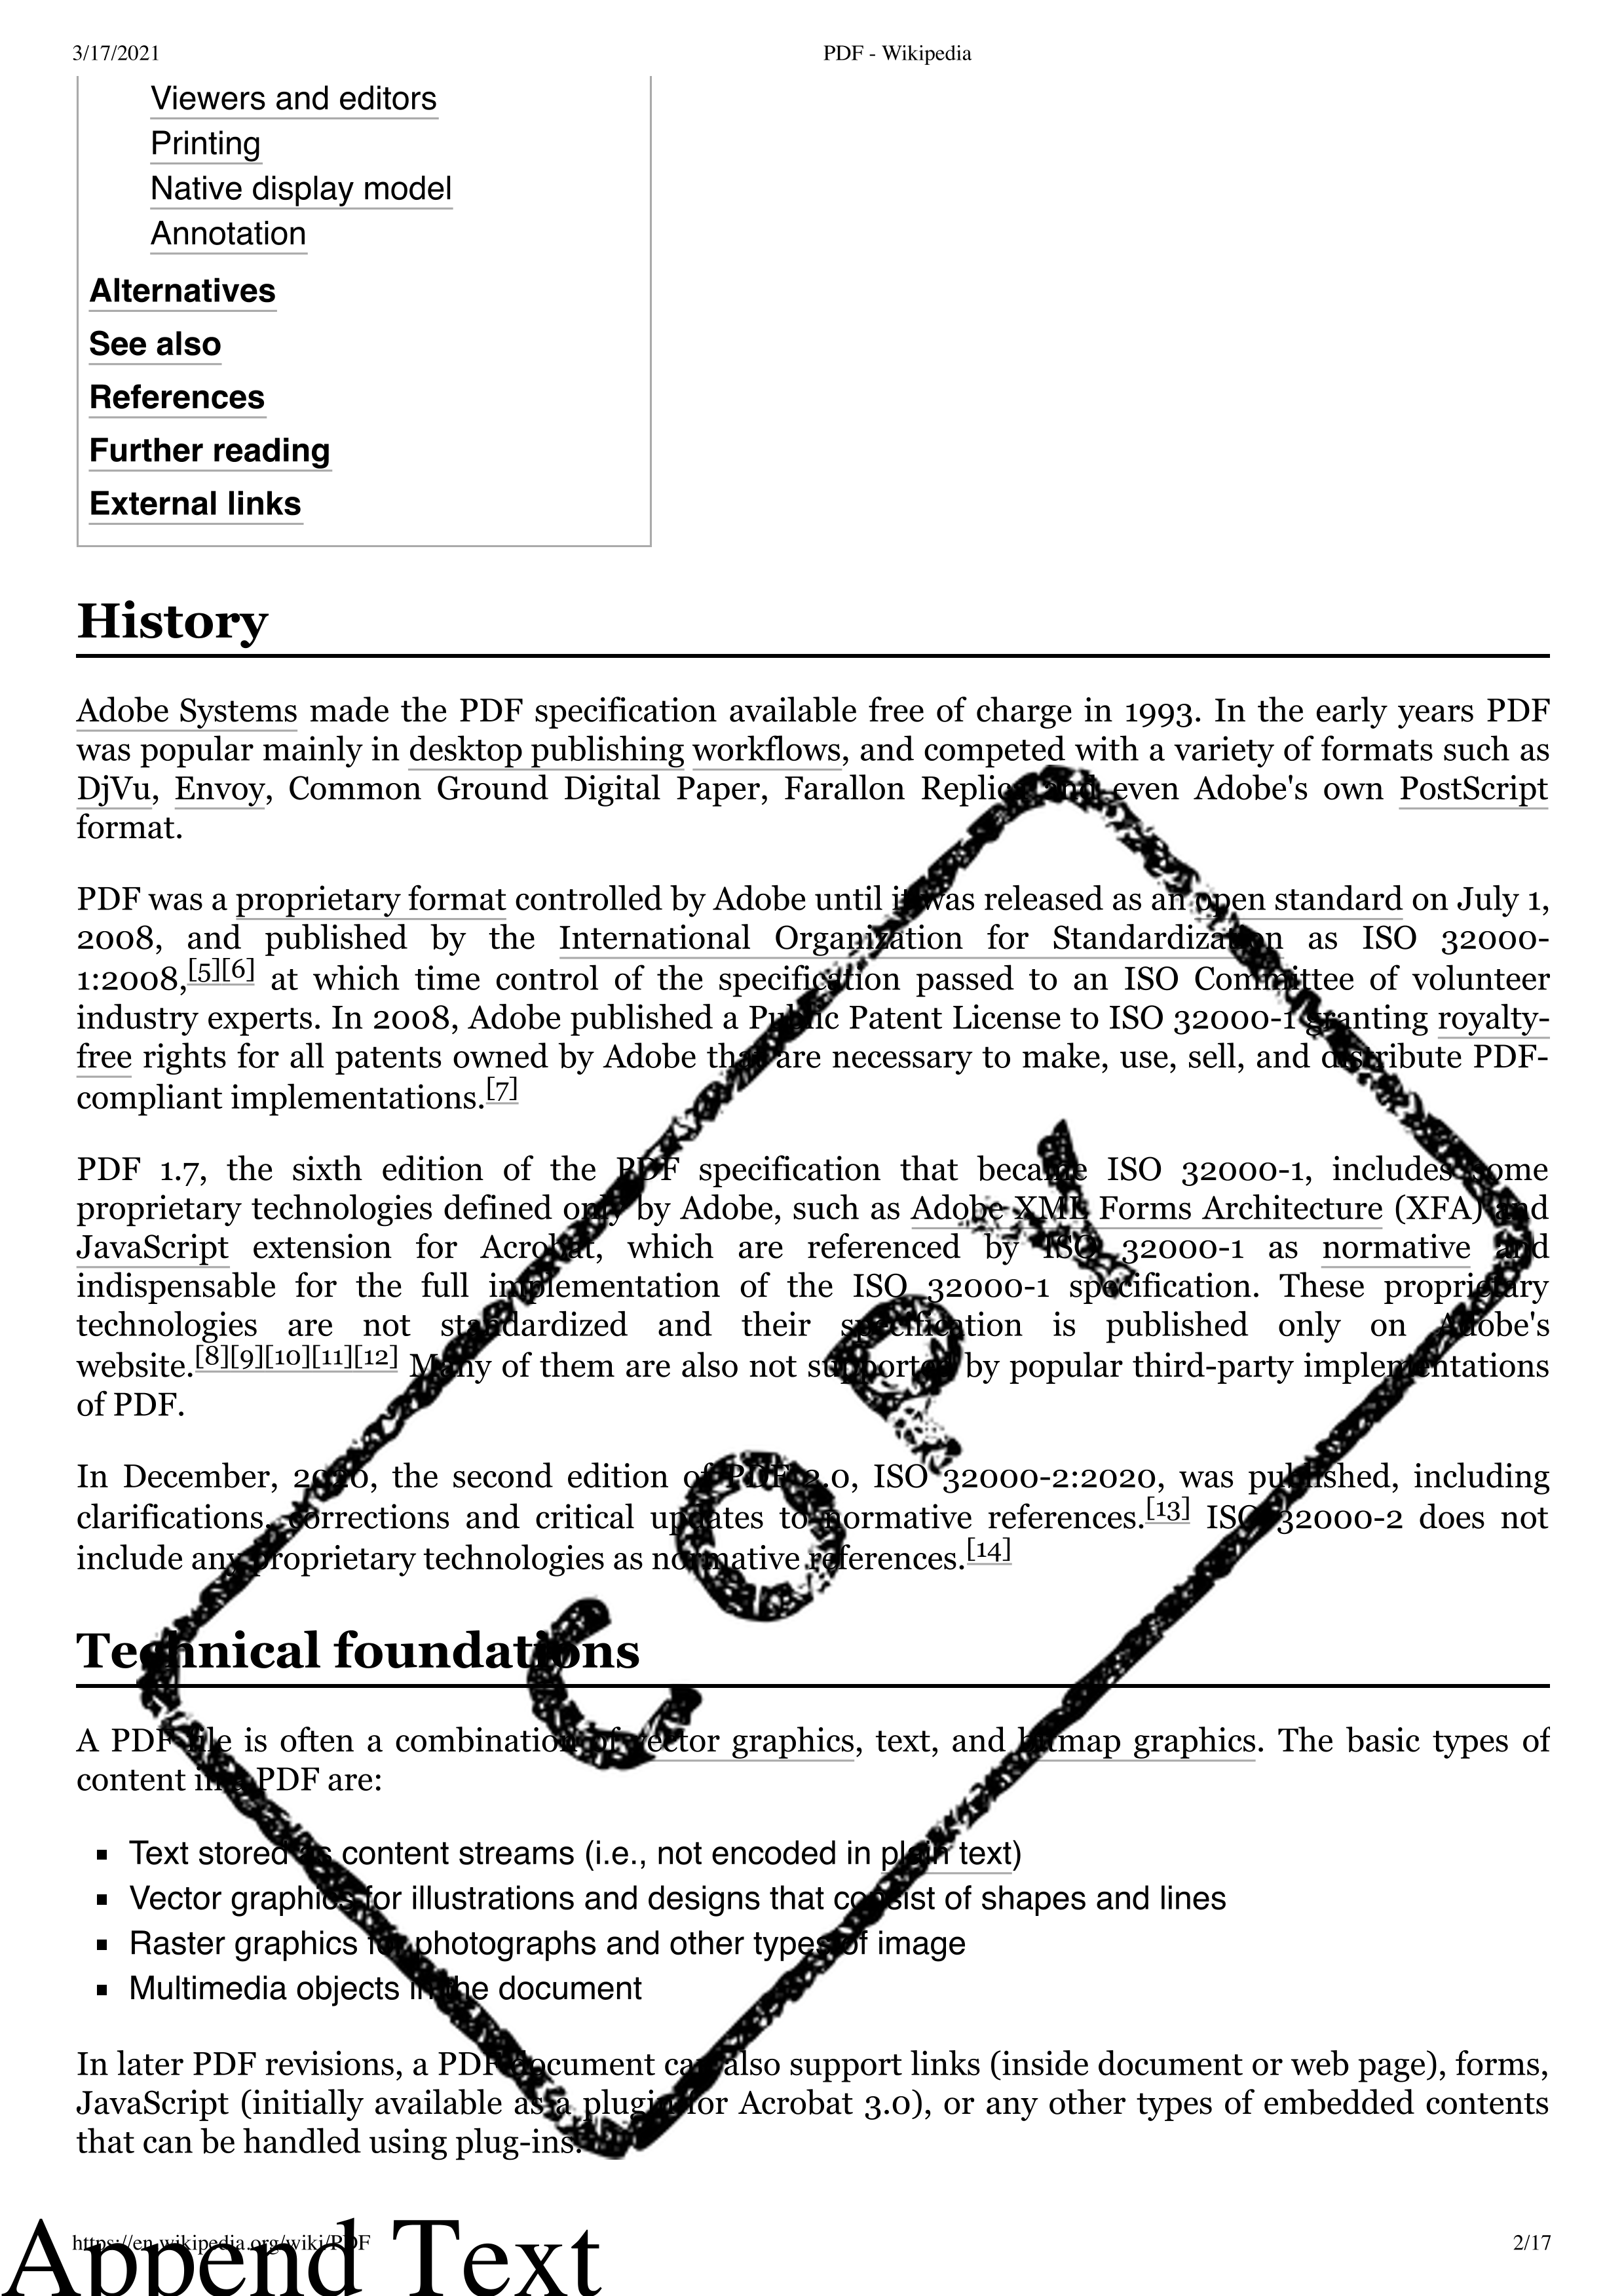 3/17/2021 PDF - Wikipedia
Viewers and editors
Printing
Native display model
Annotation
Alternatives
See also
References
Further reading
External links
History
Adobe Systems made the PDF specification available free of charge in 1993. In the early years PDF
was popular mainly in desktop publishing workflows, and competed with a variety of formats such as
DjVu, Envoy, Common Ground Digital Paper, Farallon Replica and even Adobe's own PostScript
format.
PDF was a proprietary format controlled by Adobe until it was released as an open standard on July 1,
2008, and published by the International Organization for Standardization as ISO 32000-
1:2008,[5][6] at which time control of the specification passed to an ISO Committee of volunteer
industry experts. In 2008, Adobe published a Public Patent License to ISO 32000-1 granting royalty-
free rights for all patents owned by Adobe that are necessary to make, use, sell, and distribute PDF-
compliant implementations.[7]
PDF 1.7, the sixth edition of the PDF specification that became ISO 32000-1, includes some
proprietary technologies defined only by Adobe, such as Adobe XML Forms Architecture (XFA) and
JavaScript extension for Acrobat, which are referenced by ISO 32000-1 as normative and
indispensable for the full implementation of the ISO 32000-1 specification. These proprietary
technologies are not standardized and their specification is published only on Adobe's
website.[8][9][10][11][12] Many of them are also not supported by popular third-party implementations
of PDF.
In December, 2020, the second edition of PDF 2.0, ISO 32000-2:2020, was published, including
clarifications, corrections and critical updates to normative references.[13] ISO 32000-2 does not
include any proprietary technologies as normative references.[14]
COPY
Technical foundations
A PDF file is often a combination of vector graphics, text, and bitmap graphics. The basic types of
content in a PDF are:
▪ Text stored as content streams (i.e., not encoded in plain text)
▪ Vector graphics for illustrations and designs that consist of shapes and lines
▪ Raster graphics for photographs and other types of image
▪ Multimedia objects in the document
In later PDF revisions, a PDF document can also support links (inside document or web page), forms,
JavaScript (initially available as a plugin for Acrobat 3.0), or any other types of embedded contents
that can be handled using plug-ins.
https://en.wikipedia.org/wiki/PDF 2/17
Append Text